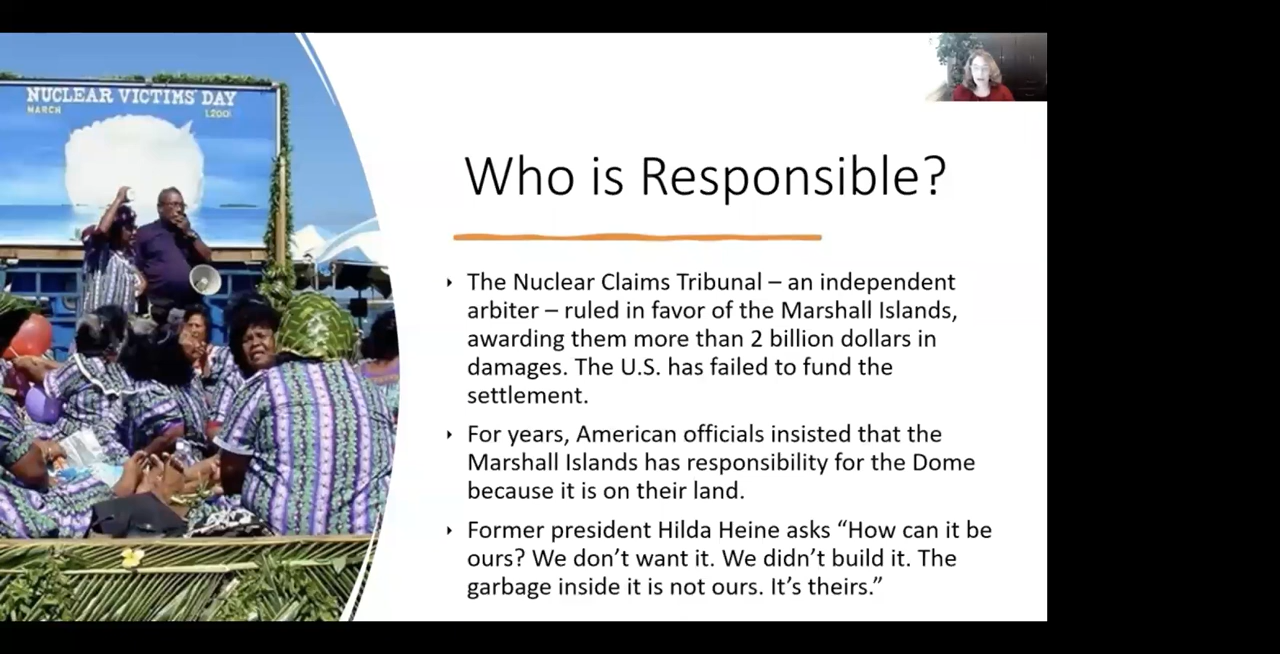 NUCLEAR VICTIMS' DAY
MARCH 1, 200
Who is Responsible?
The Nuclear Claims Tribunal – an independent
arbiter – ruled in favor of the Marshall Islands,
awarding them more than 2 billion dollars in
damages. The U.S. has failed to fund the
settlement.
For years, American officials insisted that the
Marshall Islands has responsibility for the Dome
because it is on their land.
Former president Hilda Heine asks “How can it be
ours? We don’t want it. We didn’t build it. The
garbage inside it is not ours. It’s theirs.”